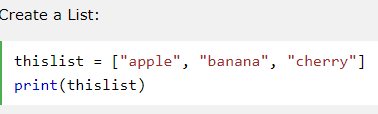 Create a List:
thislist = ["apple", "banana", "cherry"]
print(thislist)